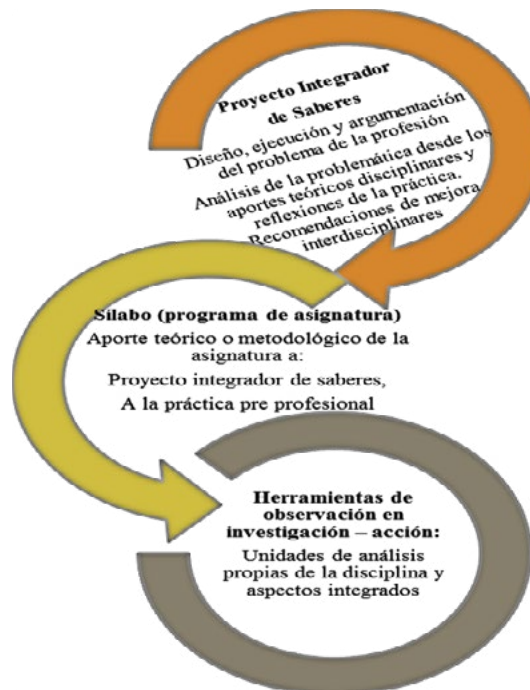 Proyecto Integrador
de Saberes
Diseño, ejecución y argumentación
del problema de la profesión
Análisis de la problemática desde los
aportes teóricos disciplinares y
reflexiones de la práctica.
Recomendaciones de mejora
interdisciplinares
Sílabo (programa de asignatura)
Aporte teórico o metodológico de la
asignatura a:
Proyecto integrador de saberes,
A la práctica pre profesional
Herramientas de
observación en
investigación – acción:
Unidades de análisis
propias de la disciplina y
aspectos integrados